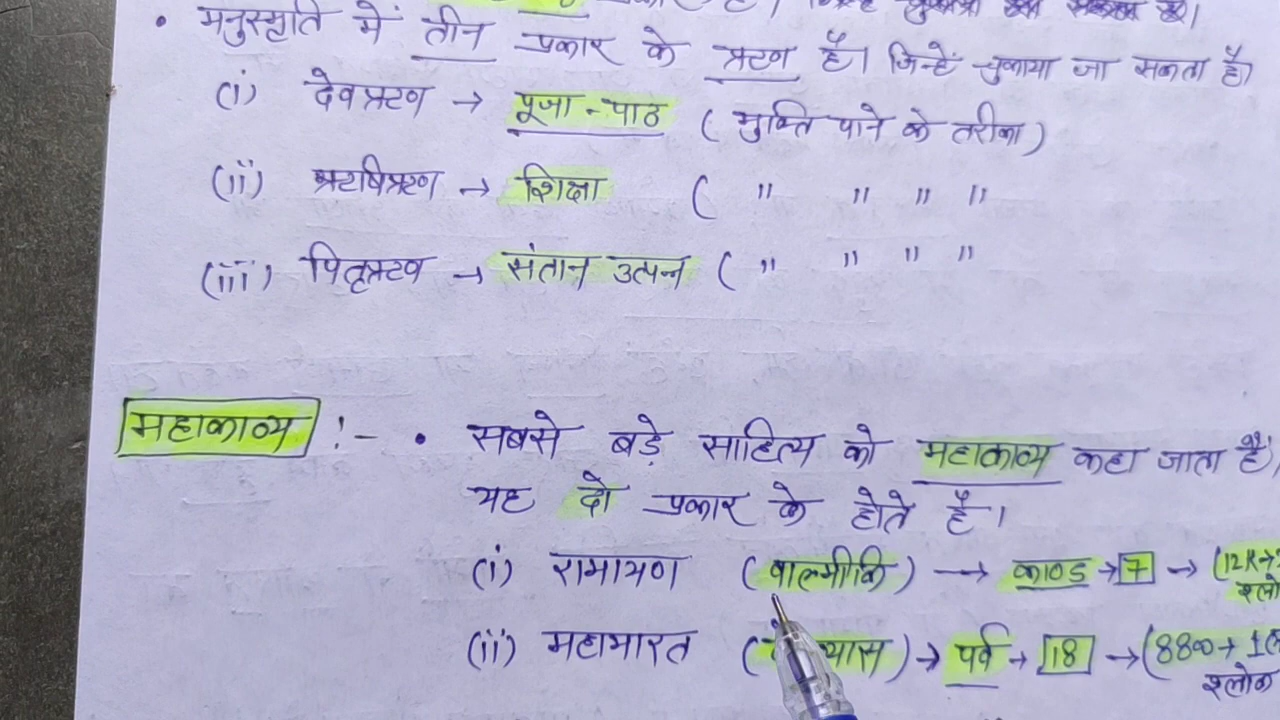 • मनुस्मृति में तीन प्रकार के ऋण है। जिन्हें चुकाया जा सकता है।
(i) देवऋण → पूजा-पाठ (मुक्ति पाने के तरीका)
(ii) ऋषिऋण → शिक्षा ( " " " "
(iii) पितृऋण → संतान उत्पन्न ( " " " "
महाकाव्य :- • सबसे बड़े साहित्य को महाकाव्य कहा जाता है।
यह दो प्रकार के होते है।
(i) रामायण (वाल्मीकि) → काण्ड → 7 → (12K→
श्लो
(ii) महाभारत ( ) → पर्व → 18 → (8800 →
श्लोक